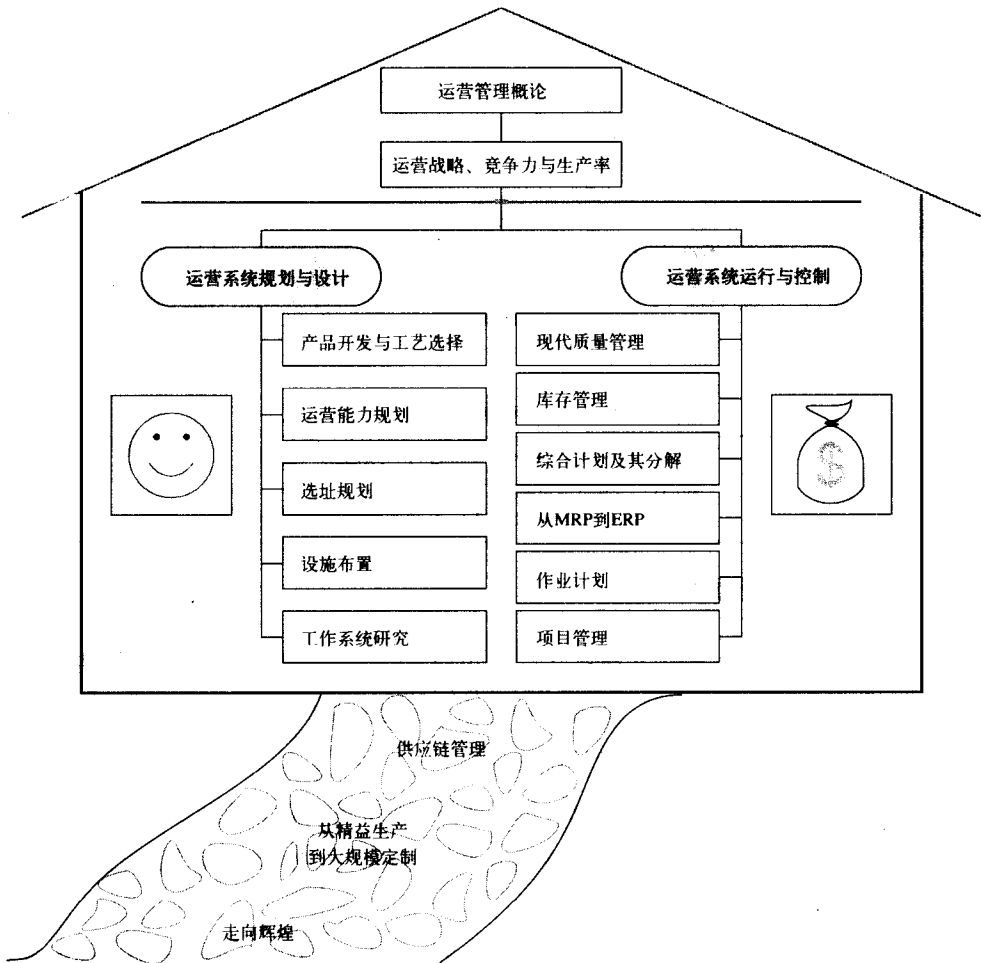 运营管理概论
运营战略、竞争力与生产率
运营系统规划与设计
产品开发与工艺选择
运营能力规划
选址规划
设施布置
工作系统研究
运营系统运行与控制
现代质量管理
库存管理
综合计划及其分解
从MRP到ERP
作业计划
项目管理
$
供应链管理
从精益生产
到大规模定制
走向辉煌